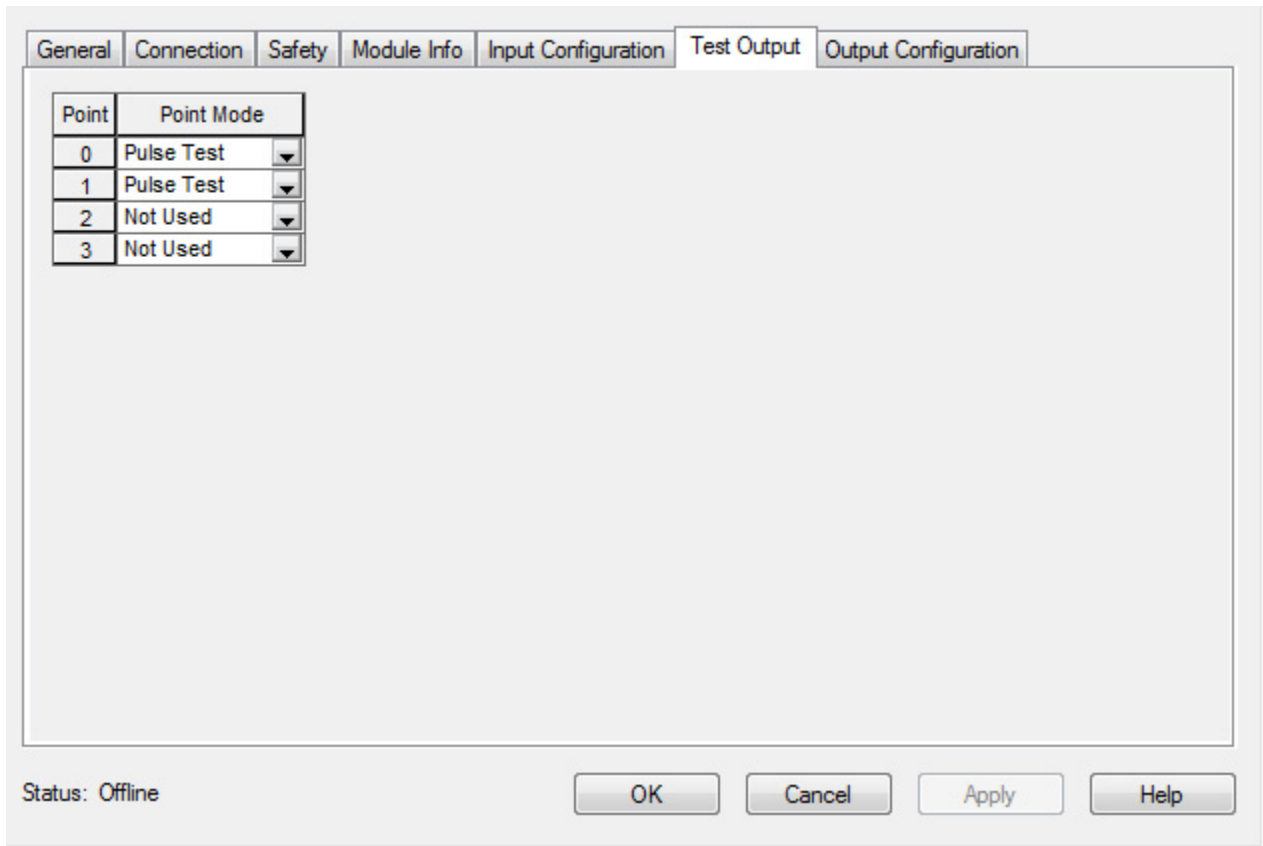 General Connection Safety Module Info Input Configuration Test Output Output Configuration
Point Point Mode
0 Pulse Test
1 Pulse Test
2 Not Used
3 Not Used
Status: Offline OK Cancel Apply Help